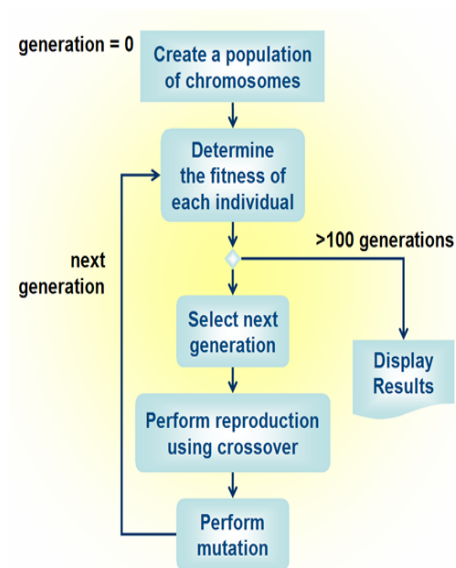 generation = 0
Create a population
of chromosomes
Determine
the fitness of
each individual
>100 generations
next
generation
Select next
generation
Display
Results
Perform reproduction
using crossover
Perform
mutation